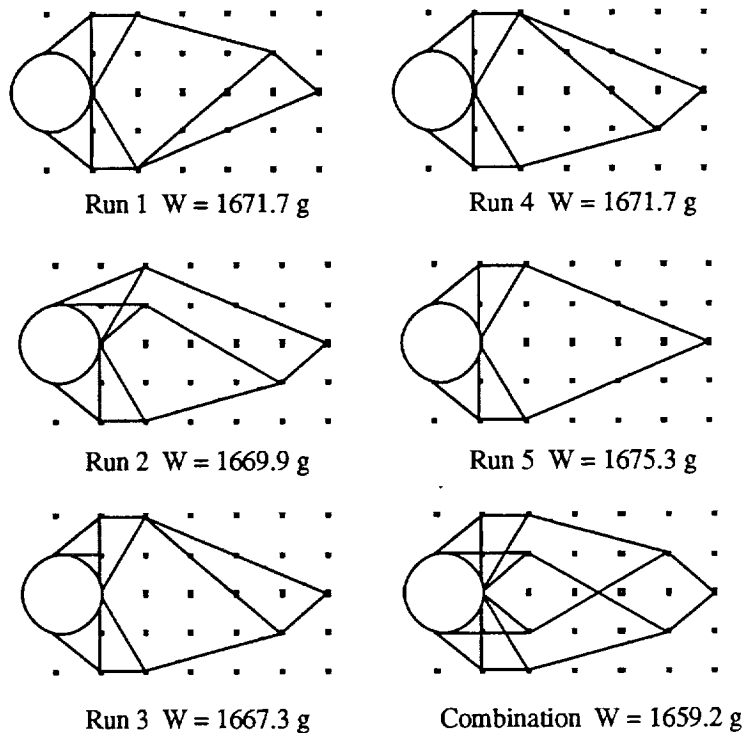 Run 1 W = 1671.7 g
Run 4 W = 1671.7 g
Run 2 W = 1669.9 g
Run 5 W = 1675.3 g
Run 3 W = 1667.3 g
Combination W = 1659.2 g